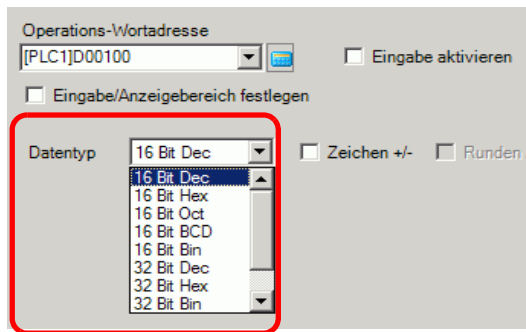 Operations-Wortadresse
[PLC1]D00100
Eingabe aktivieren
Eingabe/Anzeigebereich festlegen
Datentyp 16 Bit Dec Zeichen +/- Runden
16 Bit Dec
16 Bit Hex
16 Bit Oct
16 Bit BCD
16 Bit Bin
32 Bit Dec
32 Bit Hex
32 Bit Bin